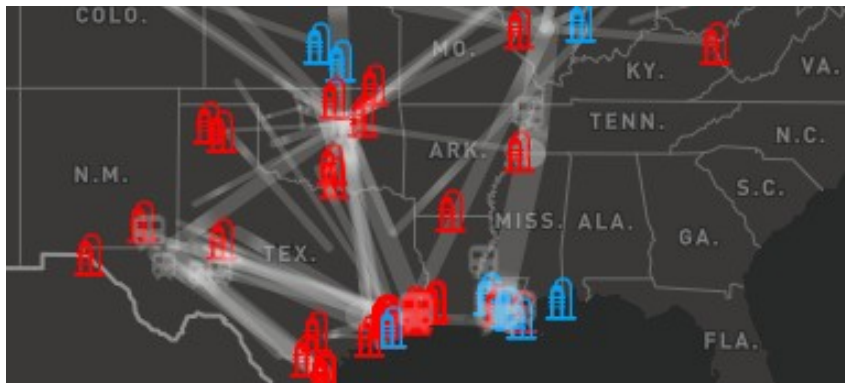 COLO.
MO.
KY.
VA.
TENN.
N.C.
ARK.
N.M.
S.C.
MISS. ALA.
GA.
TEX.
FLA.